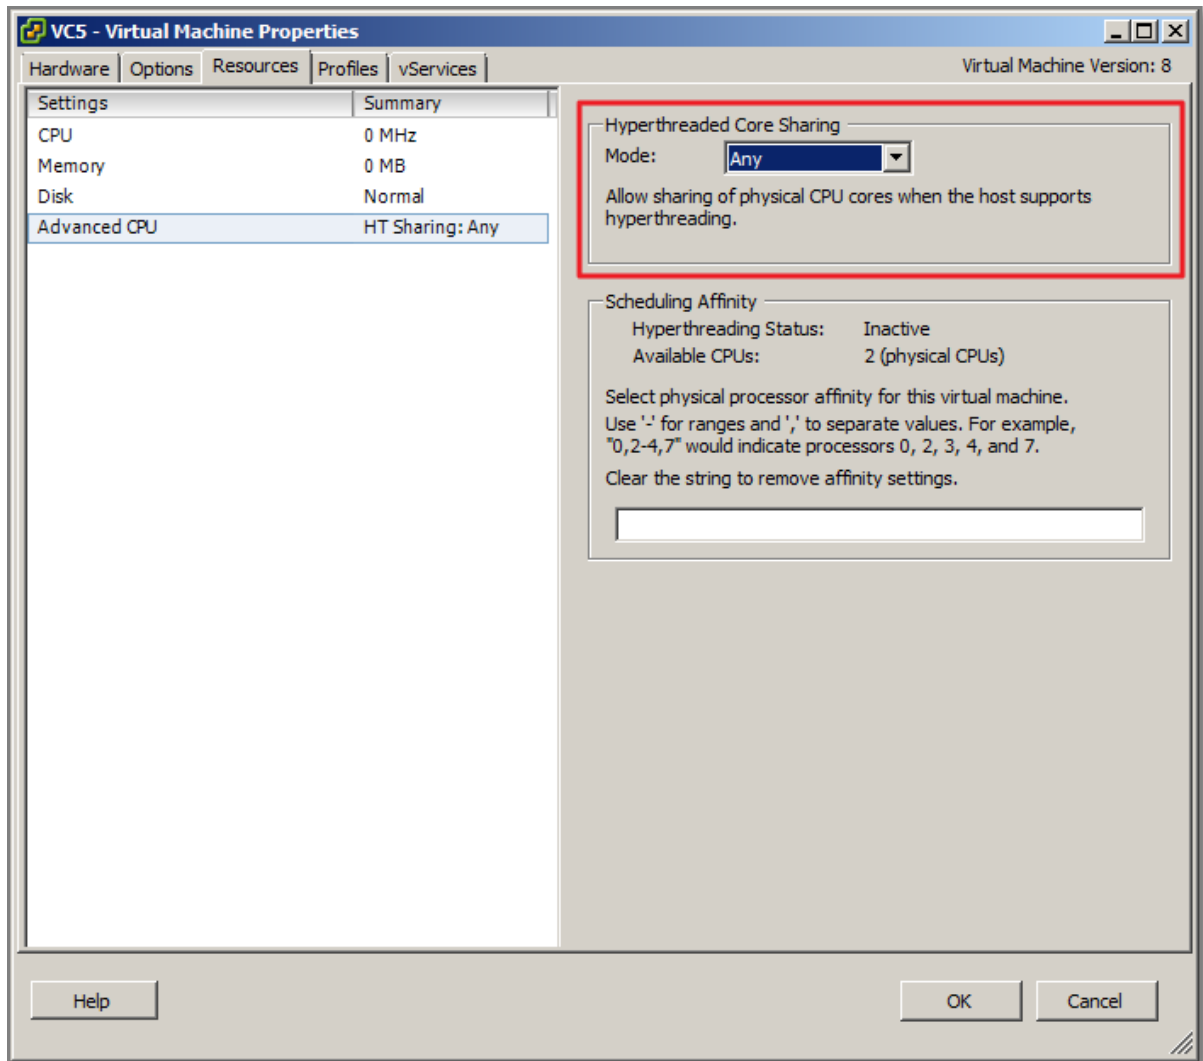 VC5 - Virtual Machine Properties
Hardware Options Resources Profiles vServices Virtual Machine Version: 8
Settings Summary
CPU 0 MHz
Memory 0 MB
Disk Normal
Advanced CPU HT Sharing: Any
Hyperthreaded Core Sharing
Mode: Any
Allow sharing of physical CPU cores when the host supports
hyperthreading.
Scheduling Affinity
Hyperthreading Status: Inactive
Available CPUs: 2 (physical CPUs)
Select physical processor affinity for this virtual machine.
Use '-' for ranges and ',' to separate values. For example,
"0,2-4,7" would indicate processors 0, 2, 3, 4, and 7.
Clear the string to remove affinity settings.
Help OK Cancel